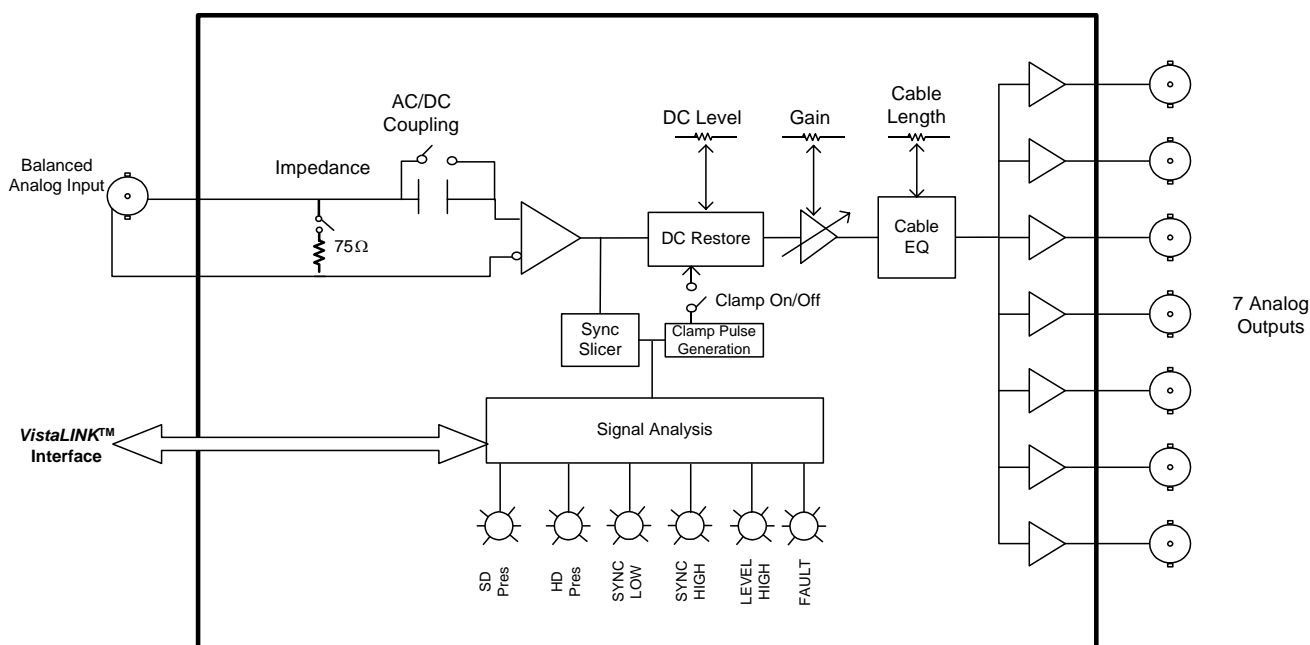 AC/DC
Coupling
DC Level
Gain
Cable
Length
Balanced
Analog Input
Impedance
75Ω
DC Restore
Cable
EQ
Clamp On/Off
Sync
Slicer
Clamp Pulse
Generation
7 Analog
Outputs
VistaLINK™
Interface
Signal Analysis
SD
Pres
HD
Pres
SYNC
LOW
SYNC
HIGH
LEVEL
HIGH
FAULT